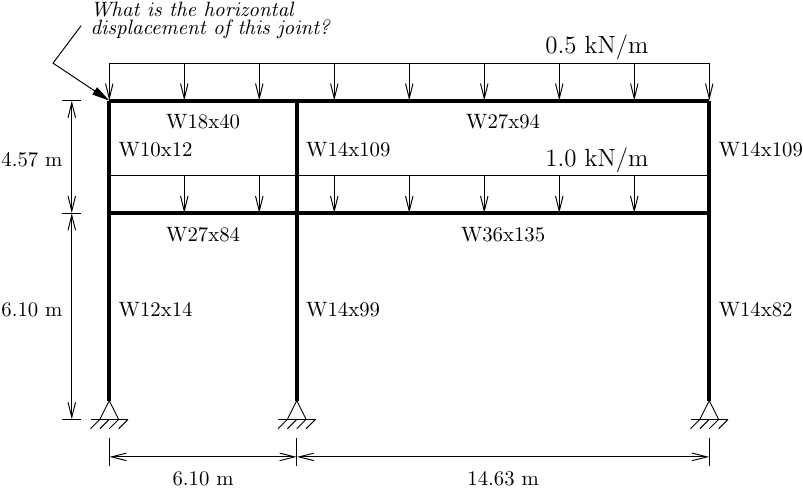 What is the horizontal
displacement of this joint?
0.5 kN/m
W18x40
W27x94
4.57 m
W10x12
W14x109
W14x109
1.0 kN/m
W27x84
W36x135
6.10 m
W12x14
W14x99
W14x82
6.10 m
14.63 m